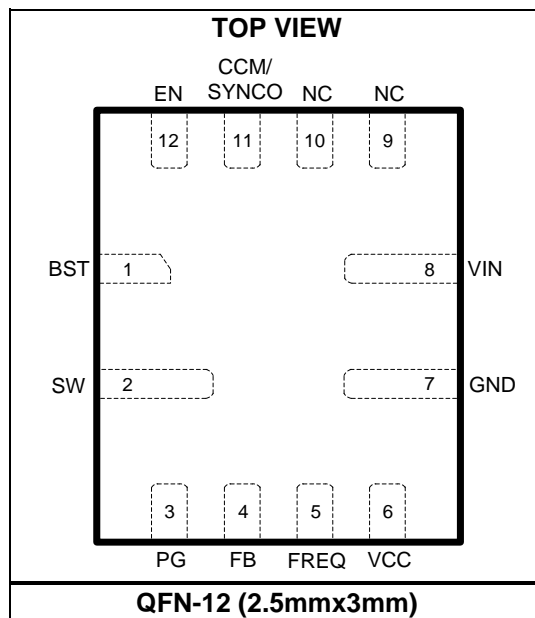 TOP VIEW
CCM/
EN SYNCO NC NC
12 11 10 9
BST 1 8 VIN
SW 2 7 GND
3 4 5 6
PG FB FREQ VCC
QFN-12 (2.5mmx3mm)